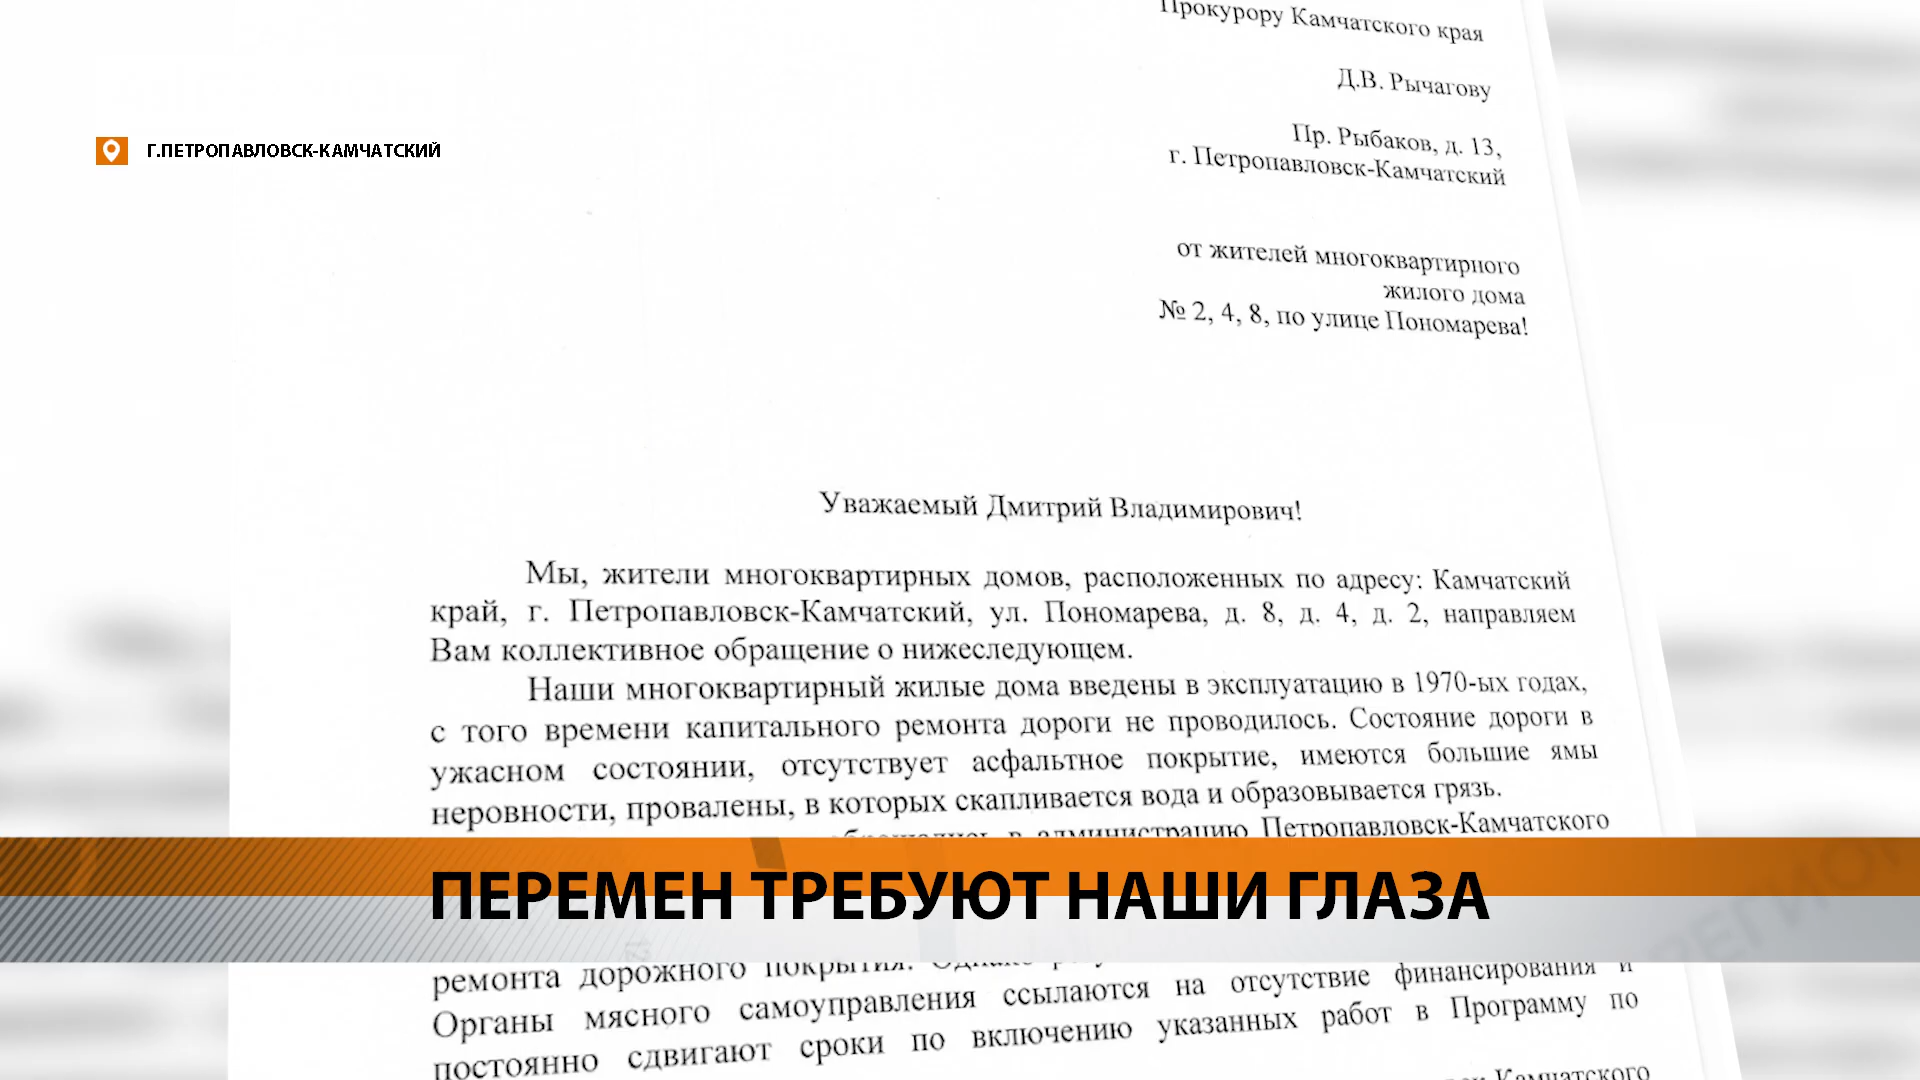 Прокурору Камчатского края
Д.В. Рычагову
Г.ПЕТРОПАВЛОВСК-КАМЧАТСКИЙ
Пр. Рыбаков, д. 13,
г. Петропавловск-Камчатский
от жителей многоквартирного
жилого дома
№ 2, 4, 8, по улице Пономарева!
Уважаемый Дмитрий Владимирович!
Мы, жители многоквартирных домов, расположенных по адресу: Камчатский
край, г. Петропавловск-Камчатский, ул. Пономарева, д. 8, д. 4, д. 2, направляем
Вам коллективное обращение о нижеследующем.
Наши многоквартирный жилые дома введены в эксплуатацию в 1970-ых годах,
с того времени капитального ремонта дороги не проводилось. Состояние дороги в
ужасном состоянии, отсутствует асфальтное покрытие, имеются большие ямы
неровности, провалены, в которых скапливается вода и образовывается грязь.
обращались в администрацию Петропавловск-Камчатского
ПЕРЕМЕН ТРЕБУЮТ НАШИ ГЛАЗА
ремонта дорожного покрытия. Однако
Органы мясного самоуправления ссылаются на отсутствие финансирования и
постоянно сдвигают сроки по включению указанных работ в Программу по
Камчатского